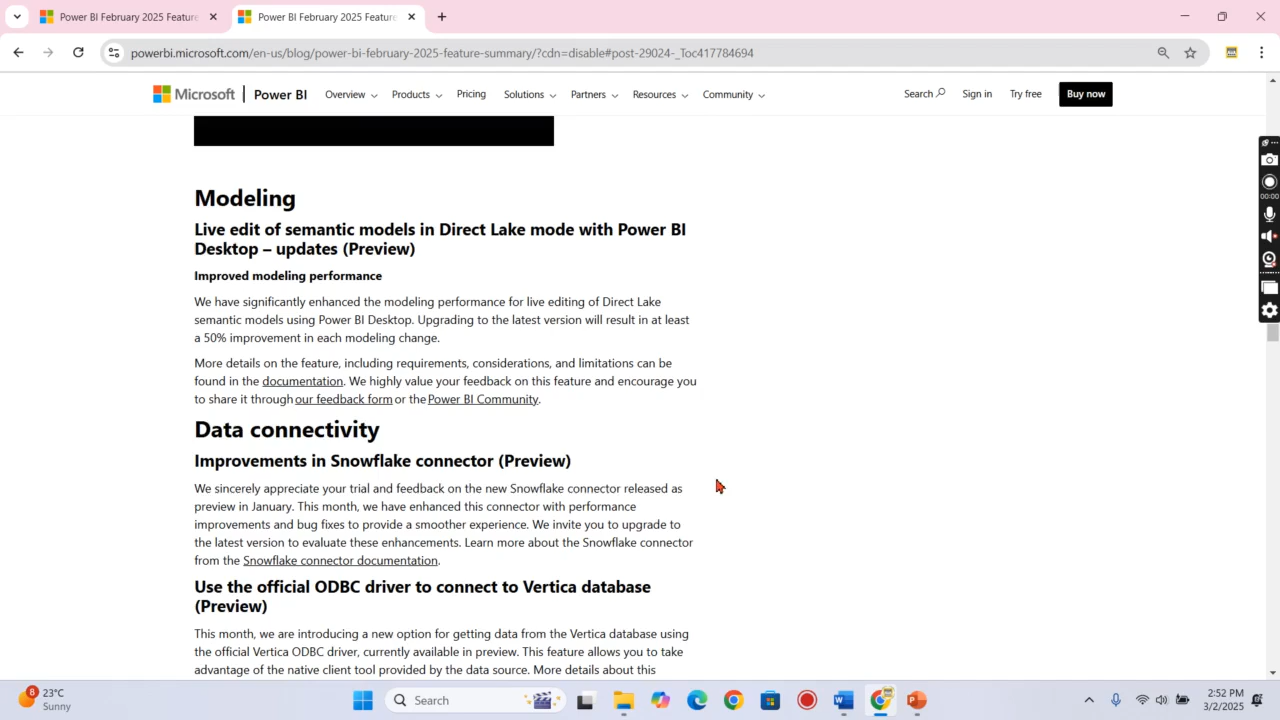 Power BI February 2025 Feature
Power BI February 2025 Feature
powerbi.microsoft.com/en-us/blog/power-bi-february-2025-feature-summary/?cdn=disable#post-29024-_Toc417784694
Microsoft
Power BI
Overview
Products
Pricing
Solutions
Partners
Resources
Community
Search
Sign in
Try free
Buy now
Modeling
Live edit of semantic models in Direct Lake mode with Power BI
Desktop – updates (Preview)
Improved modeling performance
We have significantly enhanced the modeling performance for live editing of Direct Lake
semantic models using Power BI Desktop. Upgrading to the latest version will result in at least
a 50% improvement in each modeling change.
More details on the feature, including requirements, considerations, and limitations can be
found in the documentation. We highly value your feedback on this feature and encourage you
to share it through our feedback form or the Power BI Community.
Data connectivity
Improvements in Snowflake connector (Preview)
We sincerely appreciate your trial and feedback on the new Snowflake connector released as
preview in January. This month, we have enhanced this connector with performance
improvements and bug fixes to provide a smoother experience. We invite you to upgrade to
the latest version to evaluate these enhancements. Learn more about the Snowflake connector
from the Snowflake connector documentation.
Use the official ODBC driver to connect to Vertica database
(Preview)
This month, we are introducing a new option for getting data from the Vertica database using
the official Vertica ODBC driver, currently available in preview. This feature allows you to take
advantage of the native client tool provided by the data source. More details about this
00:00
8
23°C
Sunny
Search
2:52 PM
3/2/2025